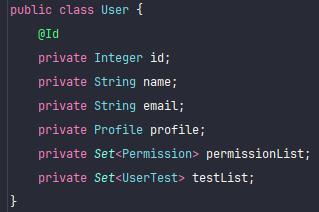 public class User {
@Id
private Integer id;
private String name;
private String email;
private Profile profile;
private Set<Permission> permissionList;
private Set<UserTest> testList;
}